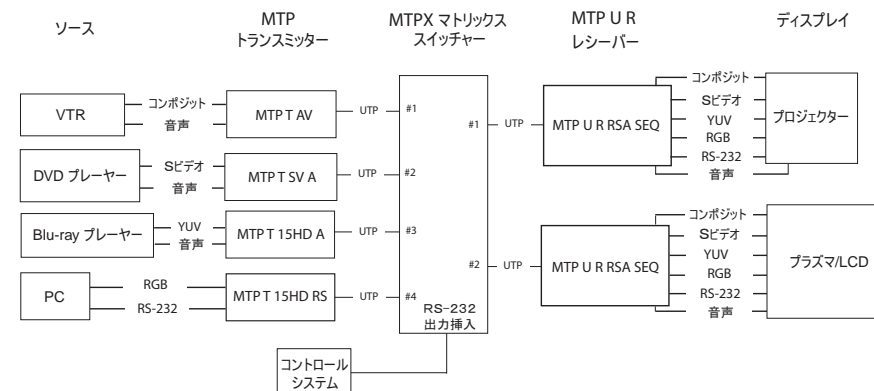 ソース
MTP
トランスミッター
MTPX マトリックス
スイッチャー
MTP U R
レシーバー
ディスプレイ
VTR
コンポジット
音声
MTP T AV
UTP
#1
DVD プレーヤー
Sビデオ
音声
MTP T SV A
UTP
#2
Blu-ray プレーヤー
YUV
音声
MTP T 15HD A
UTP
#3
PC
RGB
RS-232
MTP T 15HD RS
UTP
#4
RS-232
出力挿入
コントロール
システム
#1
UTP
MTP U R RSA SEQ
コンポジット
Sビデオ
YUV
RGB
RS-232
音声
プロジェクター
#2
UTP
MTP U R RSA SEQ
コンポジット
Sビデオ
YUV
RGB
RS-232
音声
プラズマ/LCD